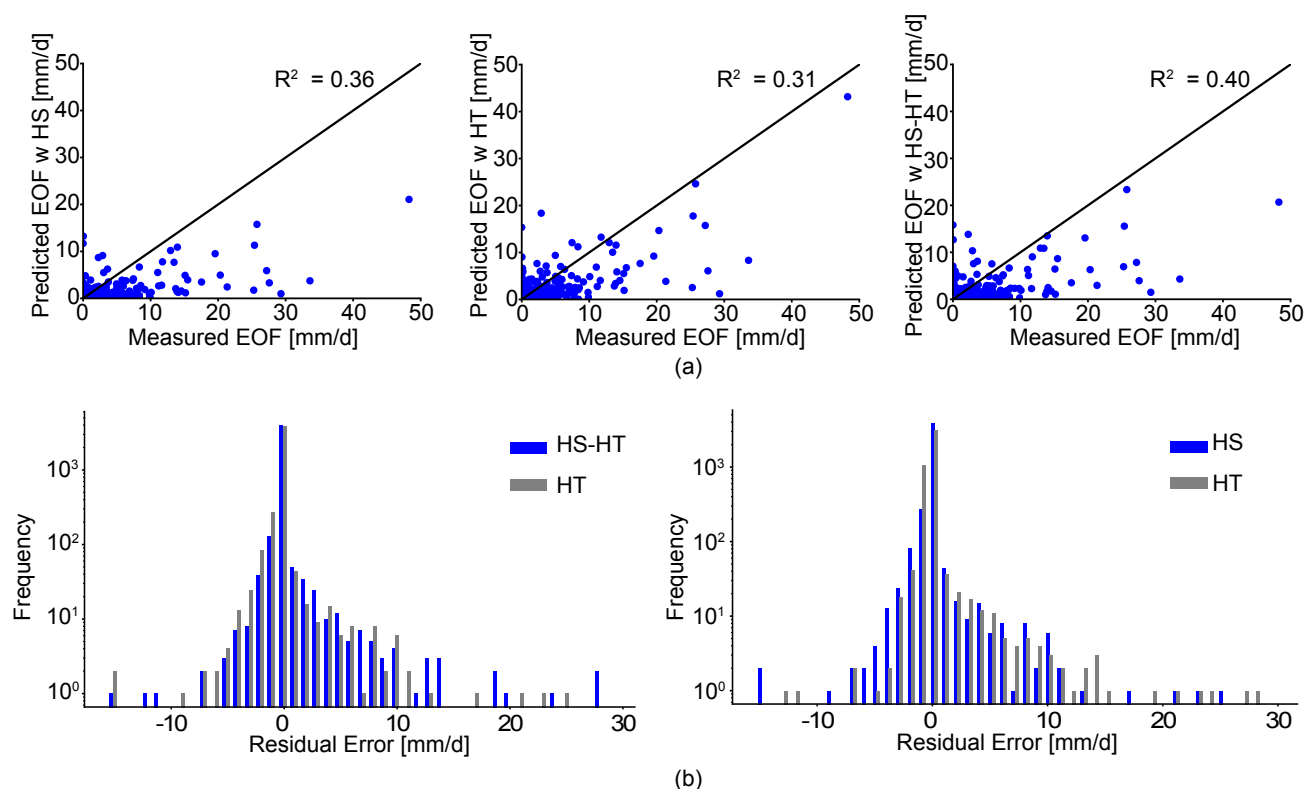 Predicted EOF w HS [mm/d]
50
40
30
20
10
0
R² = 0.36
0 10 20 30 40 50
Measured EOF [mm/d]
Predicted EOF w HT [mm/d]
50
40
30
20
10
0
R² = 0.31
0 10 20 30 40 50
Measured EOF [mm/d]
Predicted EOF w HS-HT [mm/d]
50
40
30
20
10
0
R² = 0.40
0 10 20 30 40 50
Measured EOF [mm/d]
(a)
Frequency
10³
10²
10¹
10⁰
HS-HT
HT
-10 0 10 20 30
Residual Error [mm/d]
Frequency
10³
10²
10¹
10⁰
HS
HT
-10 0 10 20 30
Residual Error [mm/d]
(b)